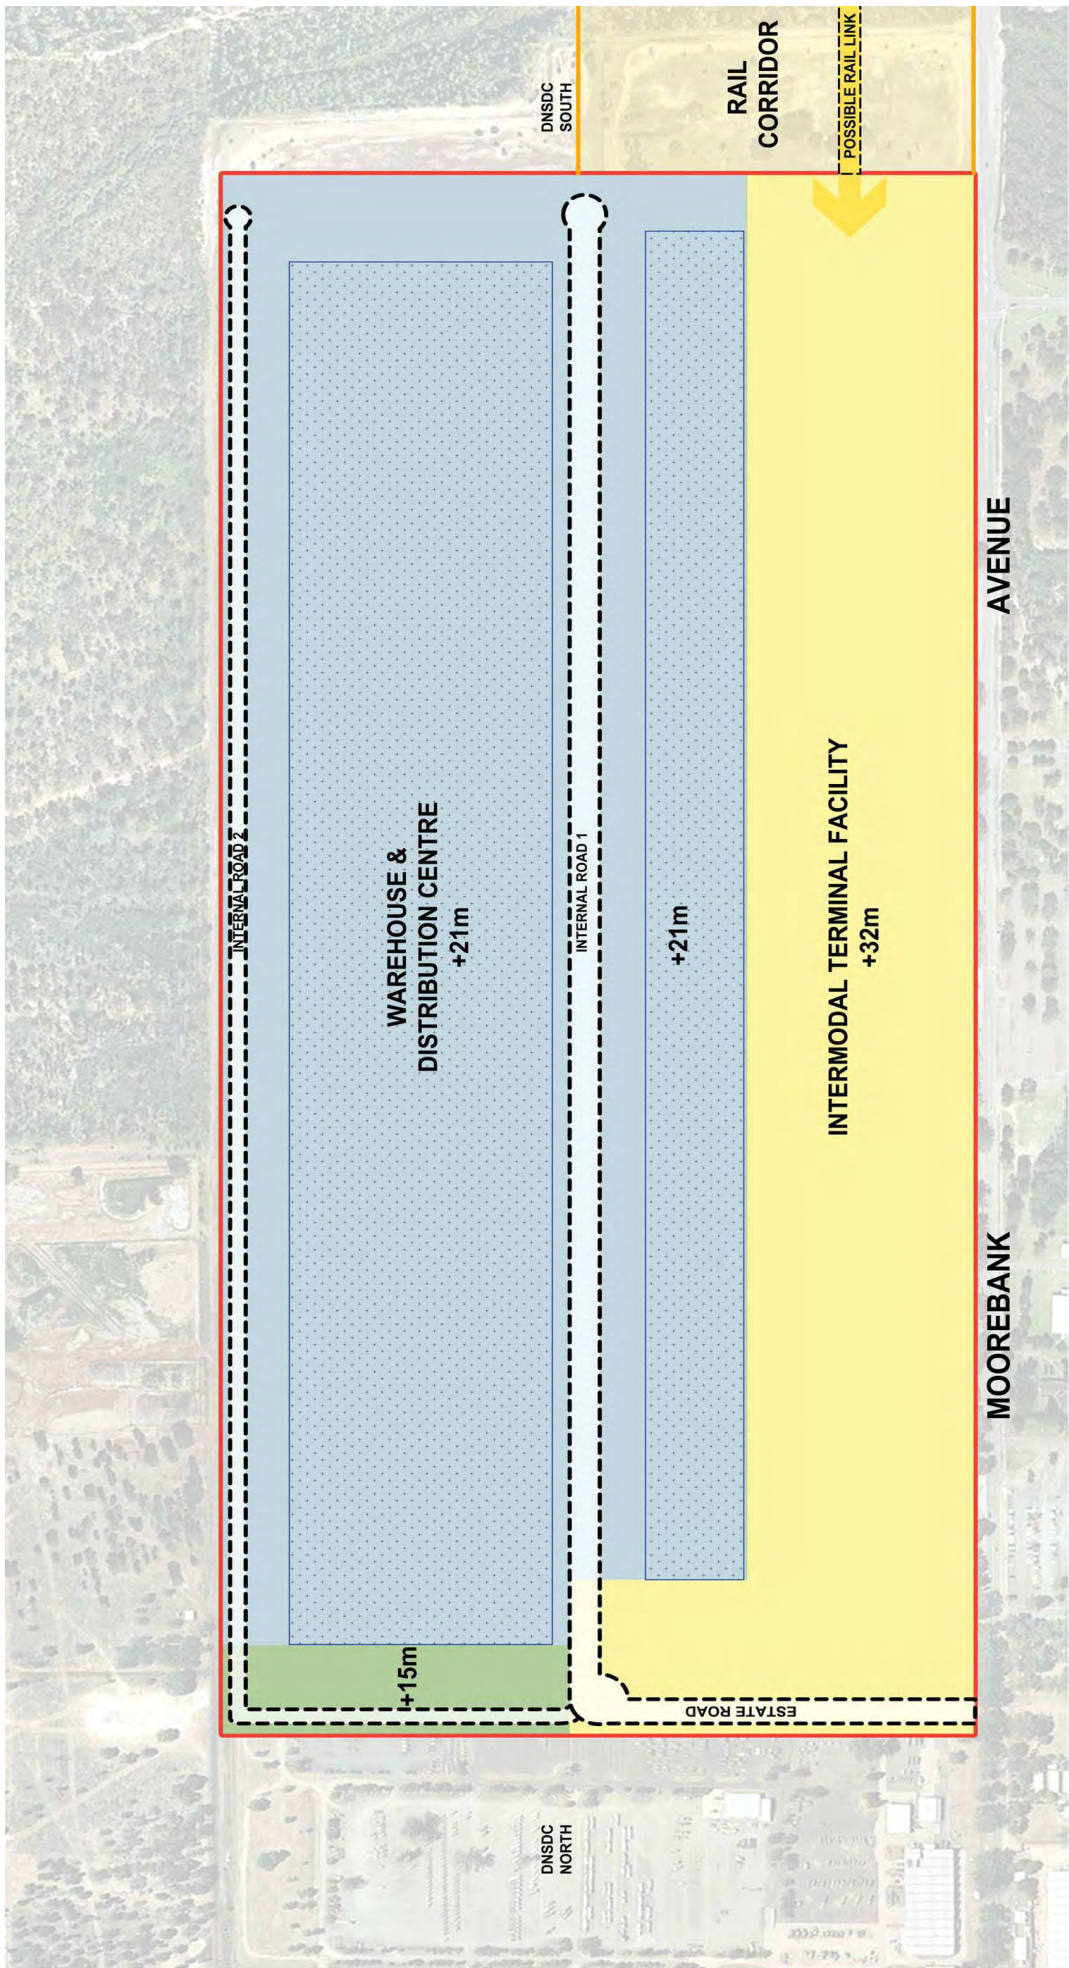 DNSDC
SOUTH
RAIL
CORRIDOR
POSSIBLE RAIL LINK
AVENUE
INTERNAL ROAD 2
WAREHOUSE &
DISTRIBUTION CENTRE
+21m
INTERNAL ROAD 1
+21m
INTERMODAL TERMINAL FACILITY
+32m
MOOREBANK
+15m
ESTATE ROAD
DNSDC
NORTH